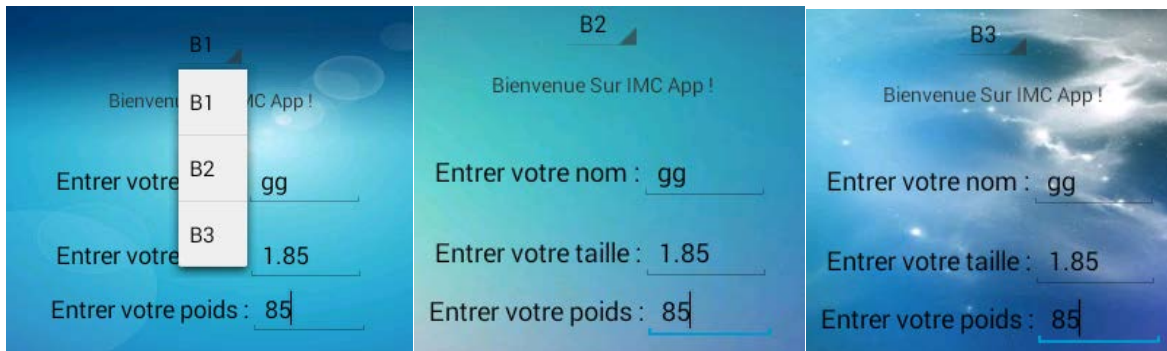 B1
B1
B2
B3
Bienvenu MC App !
Entrer votre gg
Entrer votre 1.85
Entrer votre poids : 85
B2
Bienvenue Sur IMC App !
Entrer votre nom : gg
Entrer votre taille : 1.85
Entrer votre poids : 85
B3
Bienvenue Sur IMC App !
Entrer votre nom : gg
Entrer votre taille : 1.85
Entrer votre poids : 85